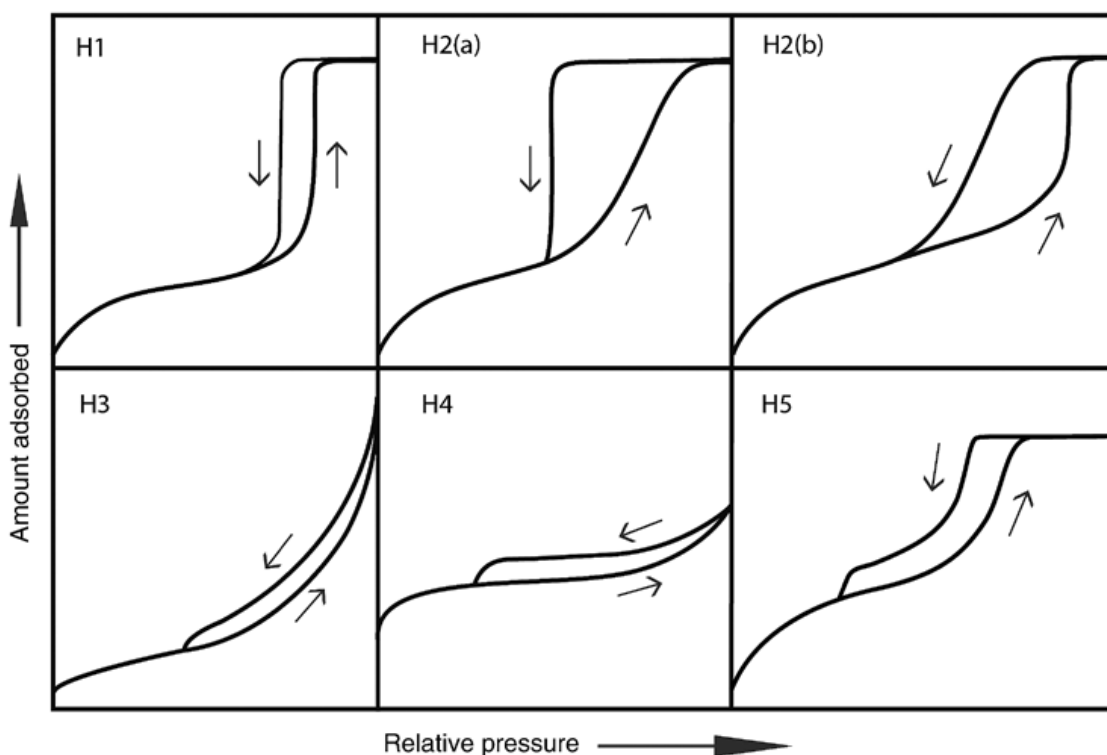 H1
H2(a)
H2(b)
H3
H4
H5
Amount adsorbed
Relative pressure